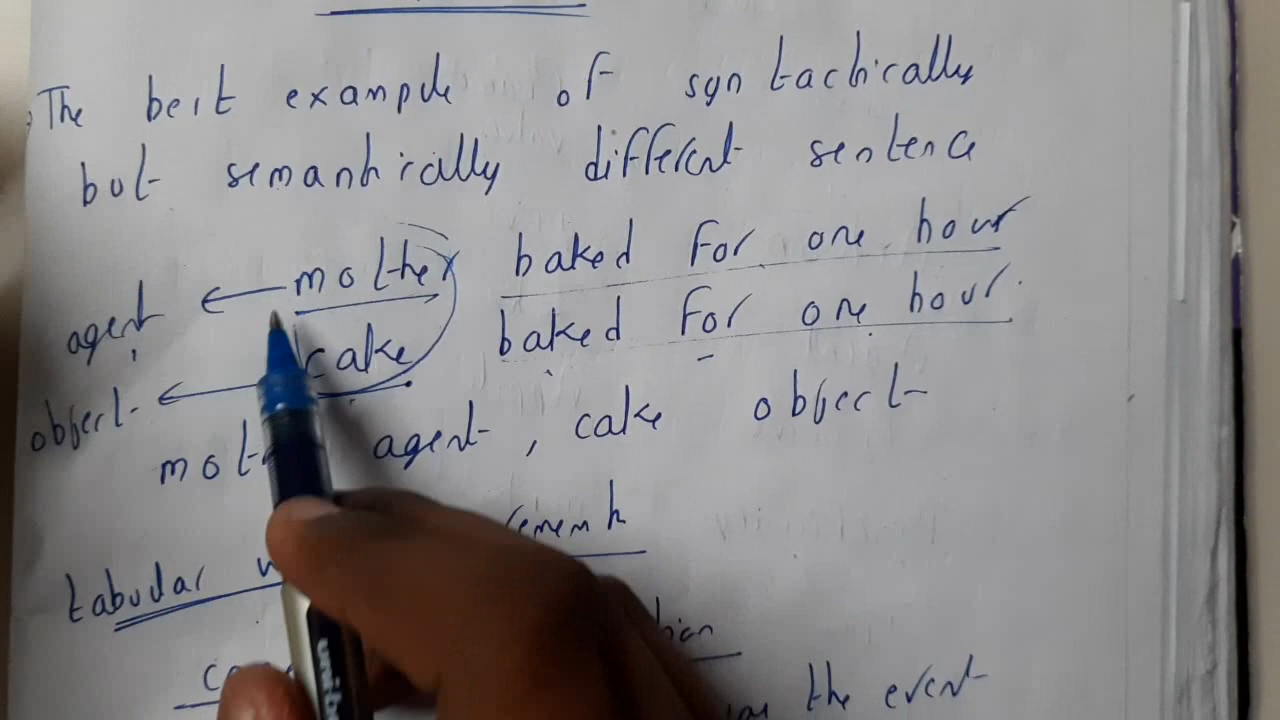 The best example of syntactically
but semantically different sentence
agent ← mother baked for one hour
object ← cake baked for one hour.
agent, cake object
tabular
the event
unib